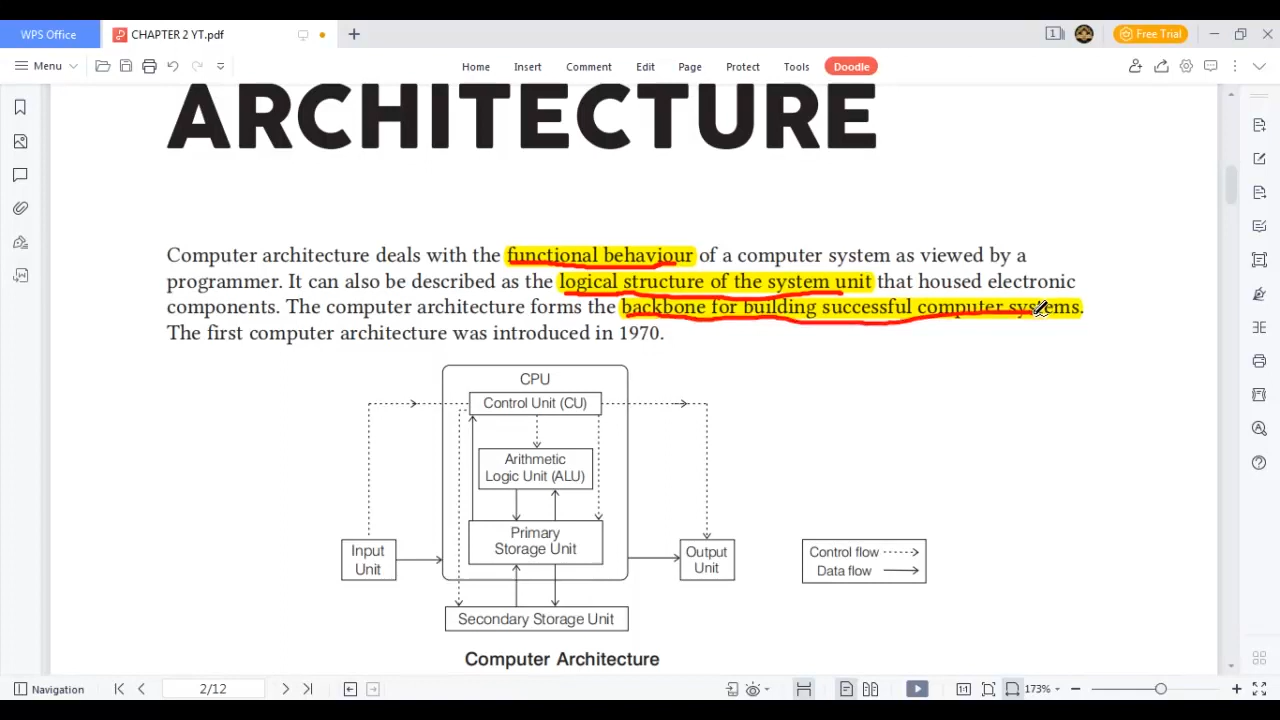 WPS Office
CHAPTER 2 YT.pdf
1
Free Trial
Menu
Home Insert Comment Edit Page Protect Tools Doodle
ARCHITECTURE
Computer architecture deals with the functional behaviour of a computer system as viewed by a
programmer. It can also be described as the logical structure of the system unit that housed electronic
components. The computer architecture forms the backbone for building successful computer systems.
The first computer architecture was introduced in 1970.
CPU
Control Unit (CU)
Arithmetic
Logic Unit (ALU)
Primary
Storage Unit
Input
Unit
Output
Unit
Control flow
Data flow
Secondary Storage Unit
Computer Architecture
Navigation
2/12
1:1
173%